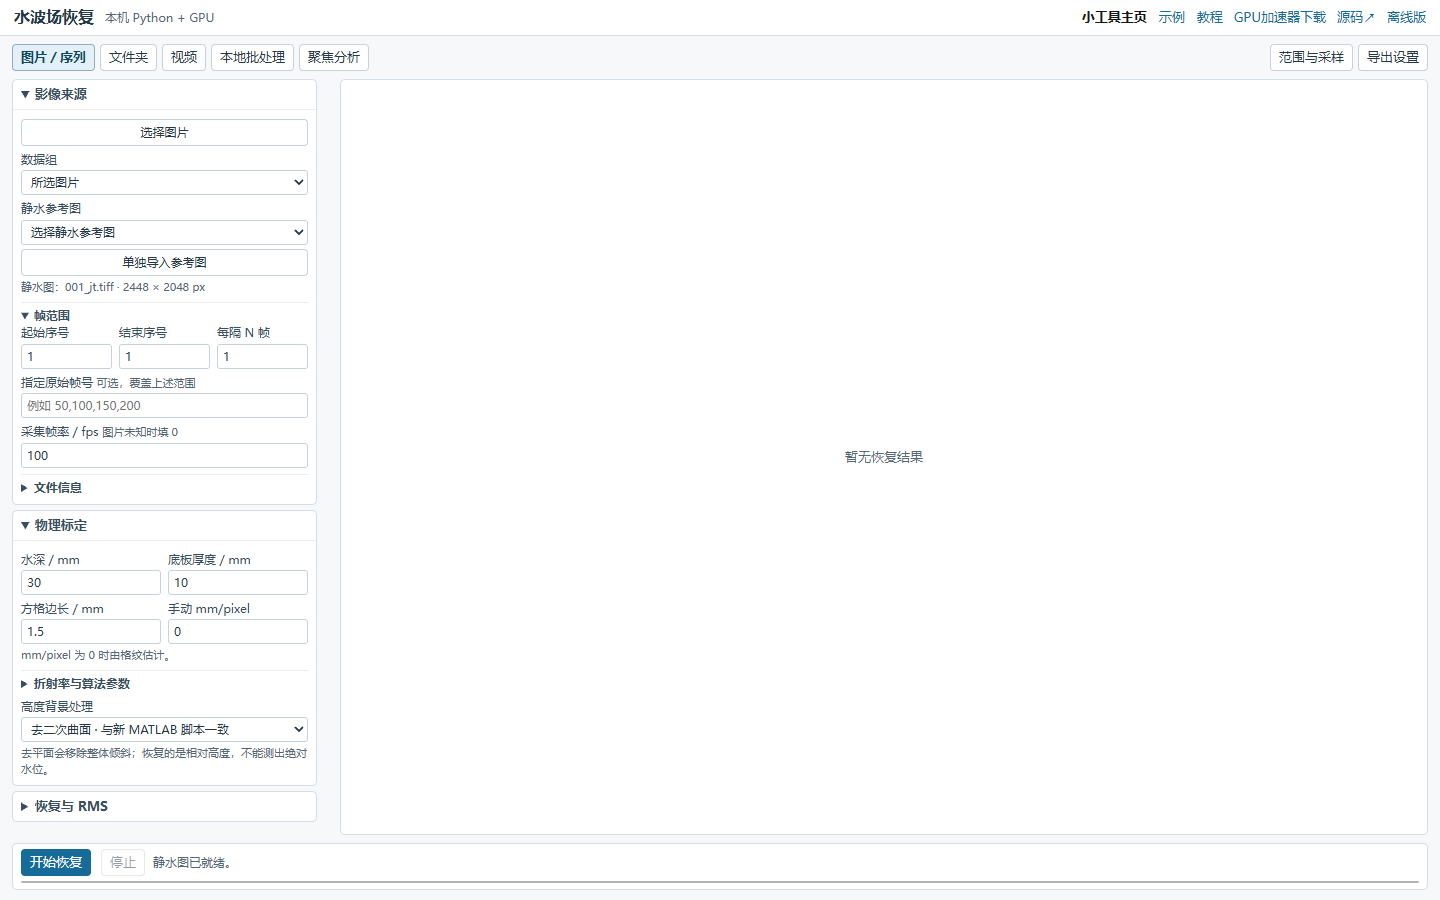 水波场恢复 本机 Python + GPU
小工具主页 示例 教程 GPU加速器下载 源码↗ 离线版
图片 / 序列 文件夹 视频 本地批处理 聚焦分析
范围与采样 导出设置
▼ 影像来源
选择图片
数据组
所选图片
静水参考图
选择静水参考图
单独导入参考图
静水图：001_jt.tiff · 2448 × 2048 px
▼ 帧范围
起始序号 结束序号 每隔 N 帧
1 1 1
指定原始帧号 可选，覆盖上述范围
例如 50,100,150,200
采集帧率 / fps 图片未知时填 0
100
▶ 文件信息
▼ 物理标定
水深 / mm 底板厚度 / mm
30 10
方格边长 / mm 手动 mm/pixel
1.5 0
mm/pixel 为 0 时由格纹估计。
▶ 折射率与算法参数
高度背景处理
去二次曲面 · 与新 MATLAB 脚本一致
去平面会移除整体倾斜；恢复的是相对高度，不能测出绝对
水位。
▶ 恢复与 RMS
暂无恢复结果
开始恢复 停止 静水图已就绪。